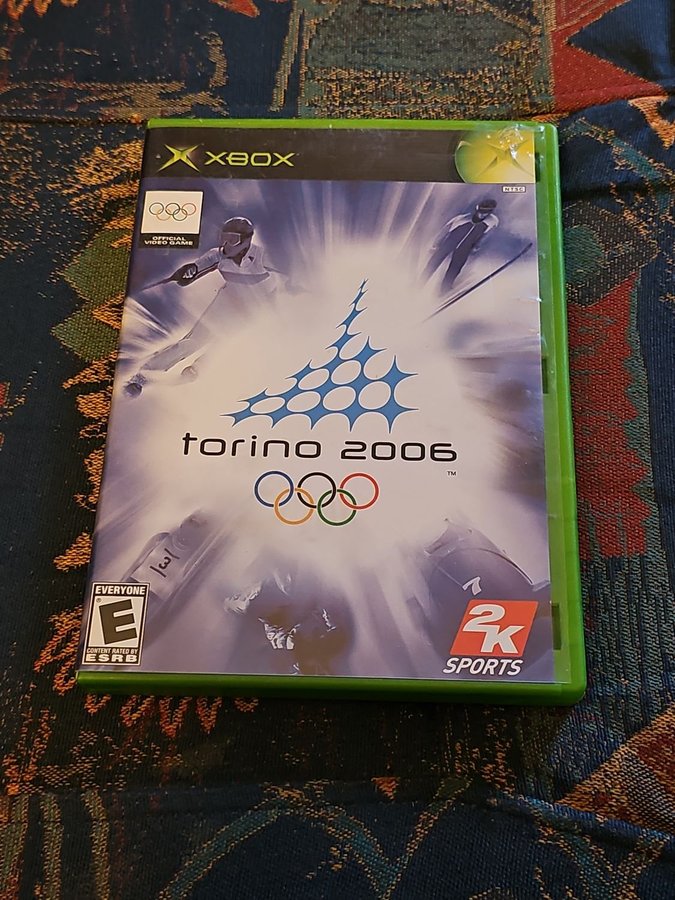 XBOX
NTSC
OFFICIAL
VIDEO GAME
torino 2006
TM
EVERYONE
E
CONTENT RATED BY
ESRB
2K
SPORTS